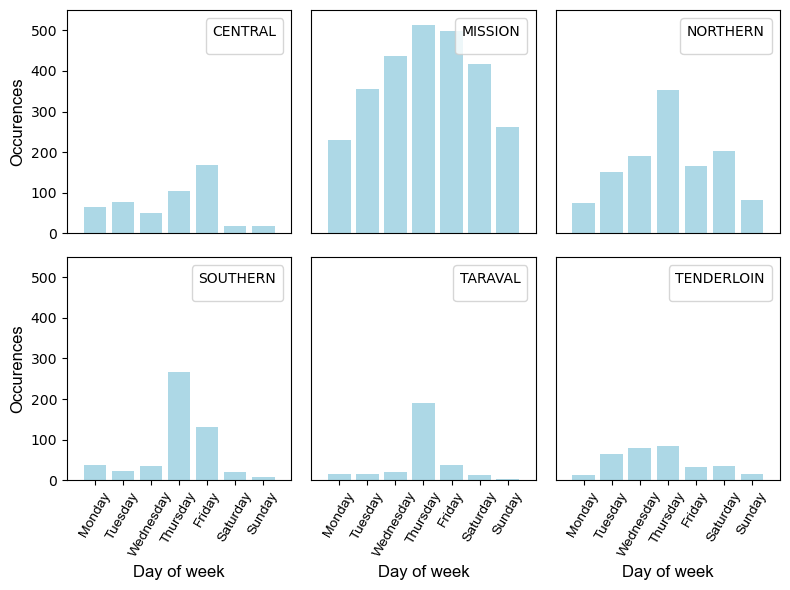 CENTRAL
MISSION
NORTHERN
500
400
300
200
100
0
Occurences
SOUTHERN
TARAVAL
TENDERLOIN
500
400
300
200
100
0
Occurences
Monday
Tuesday
Wednesday
Thursday
Friday
Saturday
Sunday
Monday
Tuesday
Wednesday
Thursday
Friday
Saturday
Sunday
Monday
Tuesday
Wednesday
Thursday
Friday
Saturday
Sunday
Day of week
Day of week
Day of week